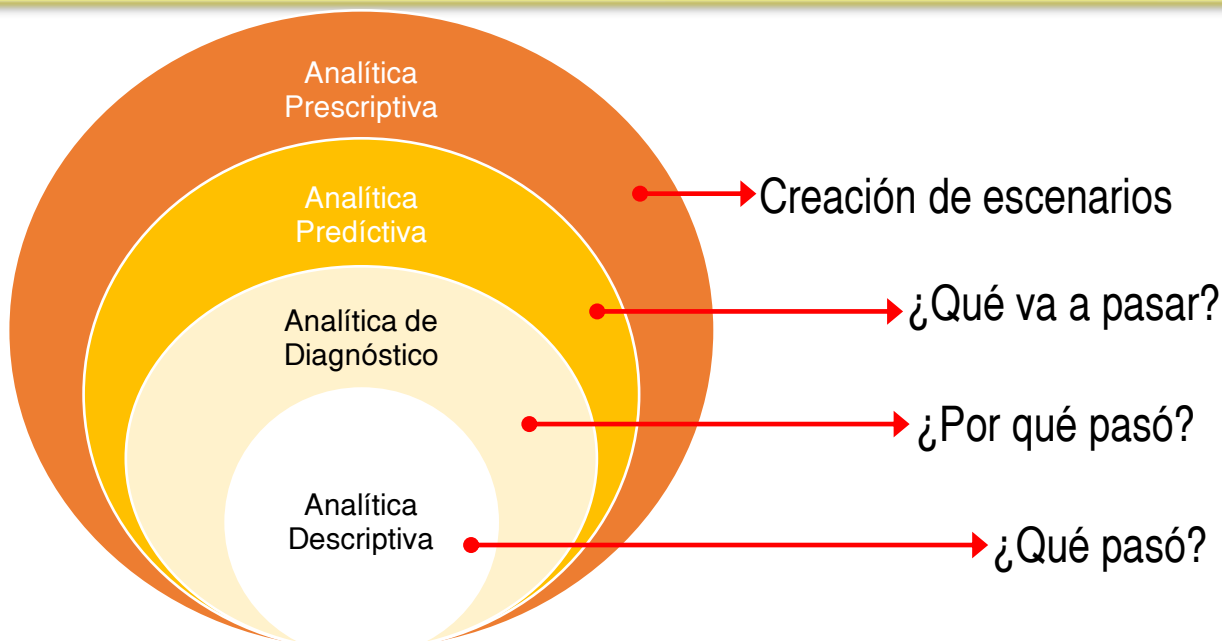 Analítica
Prescriptiva
Creación de escenarios
Analítica
Predíctiva
¿Qué va a pasar?
Analítica de
Diagnóstico
¿Por qué pasó?
Analítica
Descriptiva
¿Qué pasó?